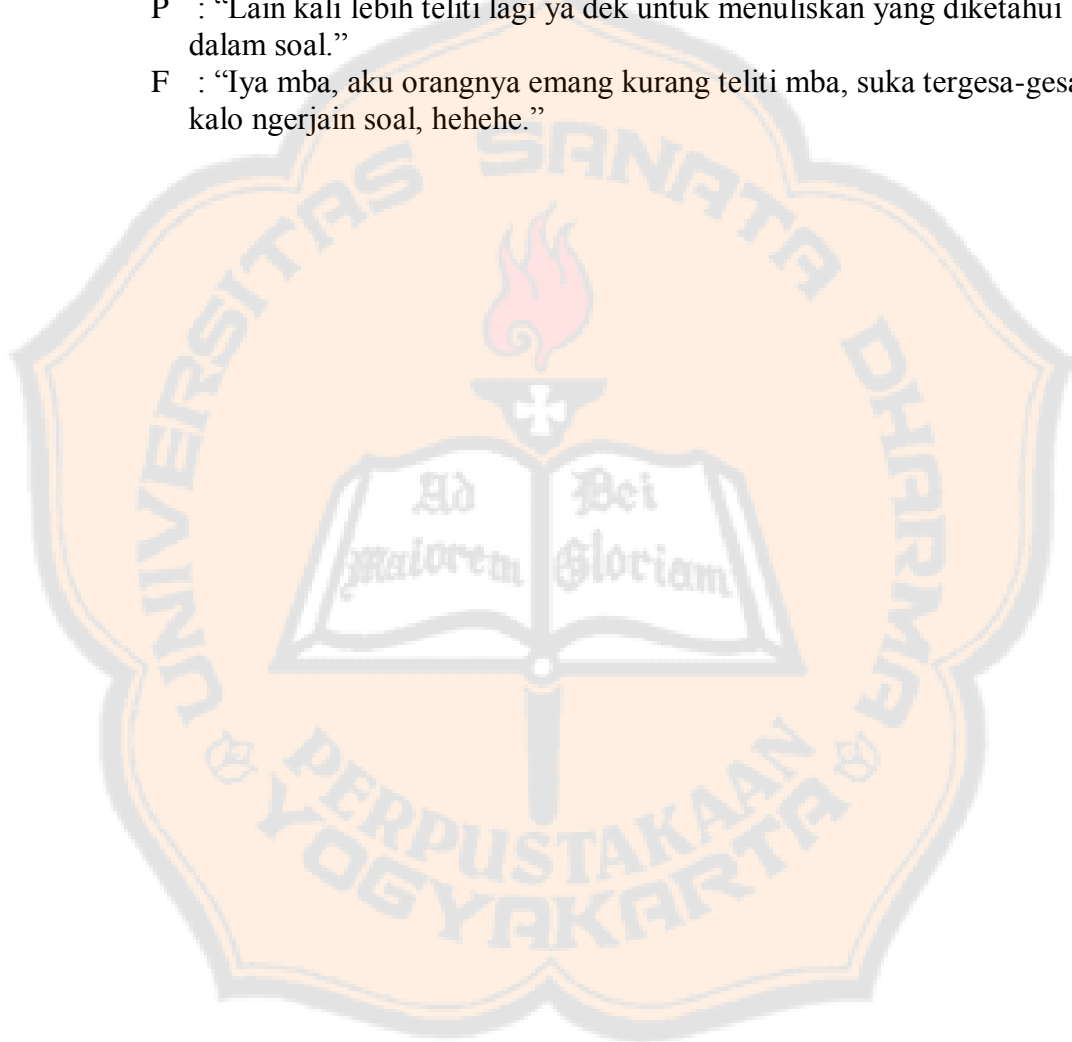 P : “Lain kali lebih teliti lagi ya dek untuk menuliskan yang diketahui
dalam soal.”
F : “Iya mba, aku orangnya emang kurang teliti mba, suka tergesa-gesa
kalo ngerjain soal, hehehe.”
UNIVERSITAS SANATA DHARMA
Ad
Maiorem
Dei
Gloriam
PERPUSTAKAAN
YOGYAKARTA